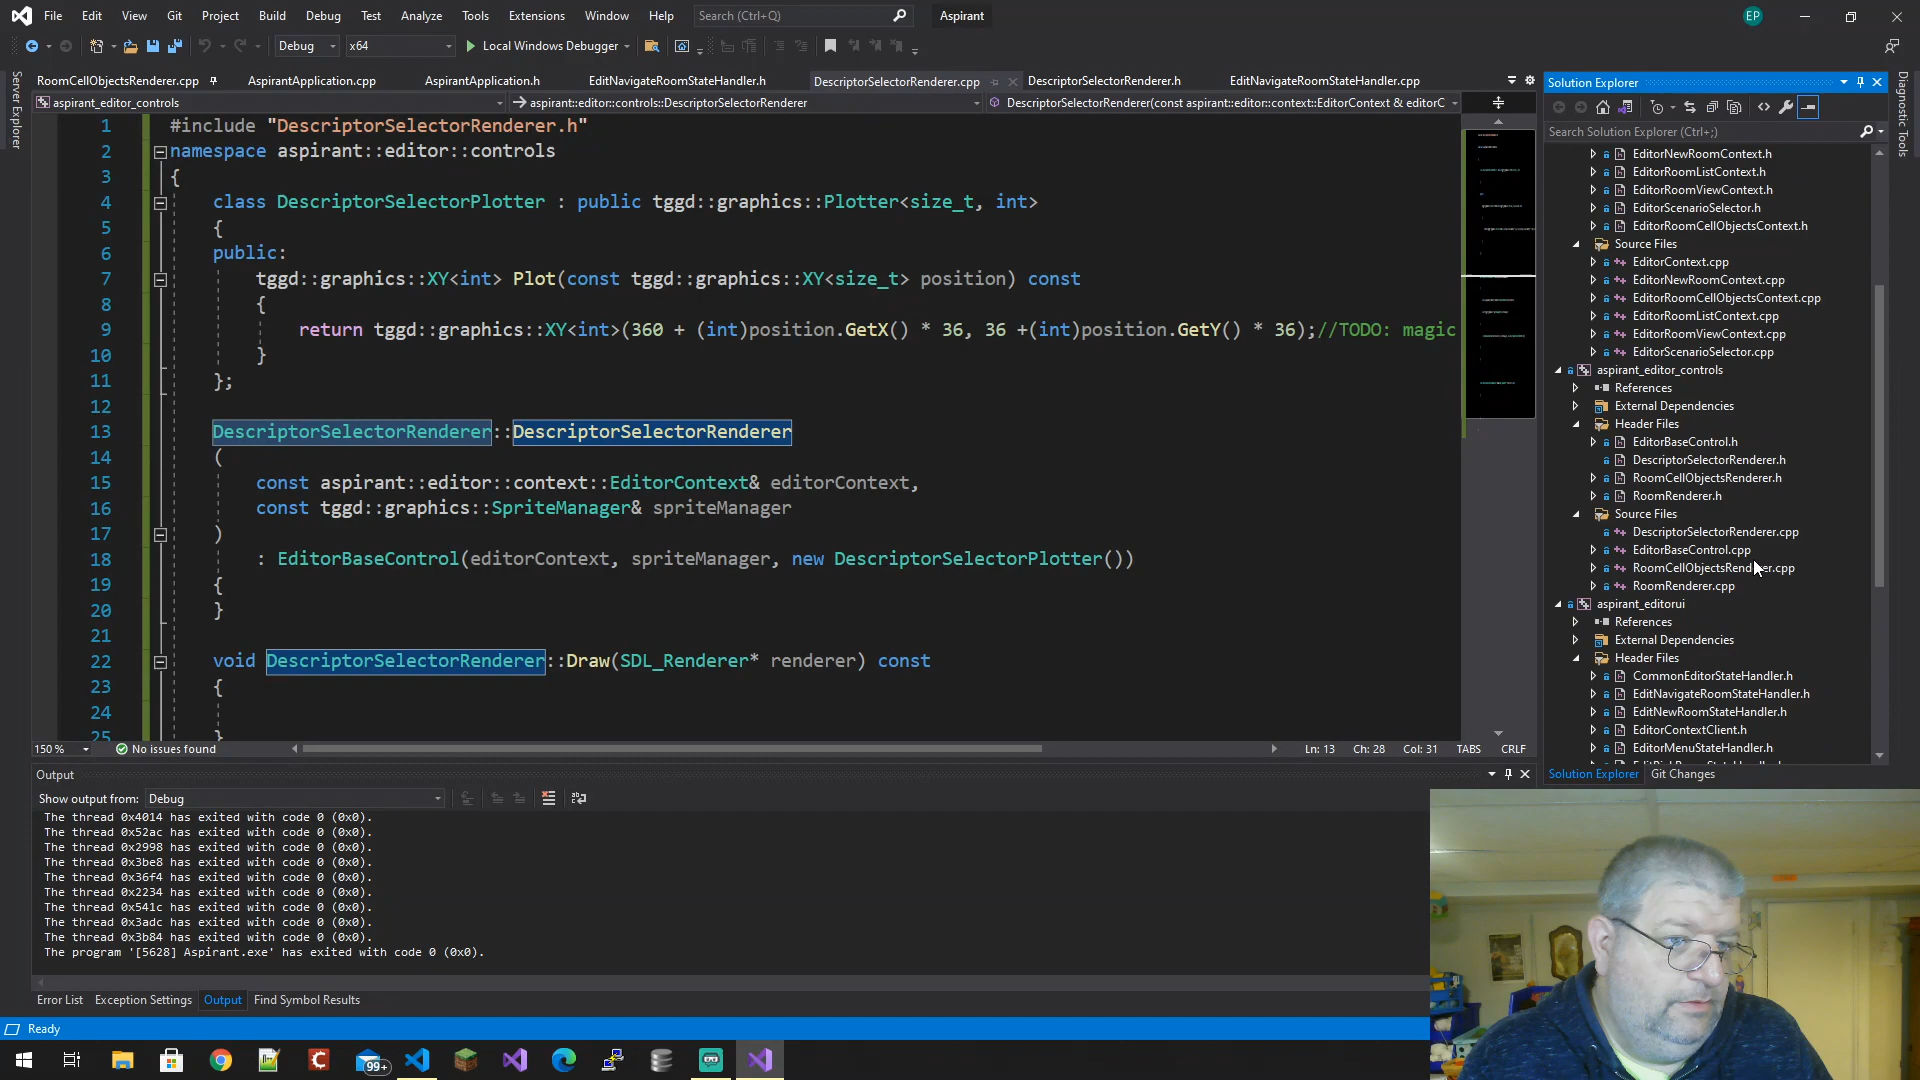 File Edit View Git Project Build Debug Test Analyze Tools Extensions Window Help Search (Ctrl+Q) Aspirant EP
Debug x64 Local Windows Debugger
RoomCellObjectsRenderer.cpp AspirantApplication.cpp AspirantApplication.h EditNavigateRoomStateHandler.h DescriptorSelectorRenderer.cpp DescriptorSelectorRenderer.h EditNavigateRoomStateHandler.cpp
aspirant_editor_controls aspirant::editor::controls::DescriptorSelectorRenderer DescriptorSelectorRenderer(const aspirant::editor::context::EditorContext & editorC
Server Explorer
1 #include "DescriptorSelectorRenderer.h"
2 namespace aspirant::editor::controls
3 {
4 class DescriptorSelectorPlotter : public tggd::graphics::Plotter<size_t, int>
5 {
6 public:
7 tggd::graphics::XY<int> Plot(const tggd::graphics::XY<size_t> position) const
8 {
9 return tggd::graphics::XY<int>(360 + (int)position.GetX() * 36, 36 +(int)position.GetY() * 36);//TODO: magic
10 }
11 };
12
13 DescriptorSelectorRenderer::DescriptorSelectorRenderer
14 (
15 const aspirant::editor::context::EditorContext& editorContext,
16 const tggd::graphics::SpriteManager& spriteManager
17 )
18 : EditorBaseControl(editorContext, spriteManager, new DescriptorSelectorPlotter())
19 {
20 }
21
22 void DescriptorSelectorRenderer::Draw(SDL_Renderer* renderer) const
23 {
24
25 }
150 % No issues found Ln: 13 Ch: 28 Col: 31 TABS CRLF
Output
Show output from: Debug
The thread 0x4014 has exited with code 0 (0x0).
The thread 0x52ac has exited with code 0 (0x0).
The thread 0x2998 has exited with code 0 (0x0).
The thread 0x3be8 has exited with code 0 (0x0).
The thread 0x36f4 has exited with code 0 (0x0).
The thread 0x2234 has exited with code 0 (0x0).
The thread 0x541c has exited with code 0 (0x0).
The thread 0x3adc has exited with code 0 (0x0).
The thread 0x3b84 has exited with code 0 (0x0).
The program '[5628] Aspirant.exe' has exited with code 0 (0x0).
Error List Exception Settings Output Find Symbol Results
Ready
99+
Solution Explorer
Search Solution Explorer (Ctrl+;)
EditorNewRoomContext.h
EditorRoomListContext.h
EditorRoomViewContext.h
EditorScenarioSelector.h
EditorRoomCellObjectsContext.h
Source Files
EditorContext.cpp
EditorNewRoomContext.cpp
EditorRoomCellObjectsContext.cpp
EditorRoomListContext.cpp
EditorRoomViewContext.cpp
EditorScenarioSelector.cpp
aspirant_editor_controls
References
External Dependencies
Header Files
EditorBaseControl.h
DescriptorSelectorRenderer.h
RoomCellObjectsRenderer.h
RoomRenderer.h
Source Files
DescriptorSelectorRenderer.cpp
EditorBaseControl.cpp
RoomCellObjectsRenderer.cpp
RoomRenderer.cpp
aspirant_editorui
References
External Dependencies
Header Files
CommonEditorStateHandler.h
EditNavigateRoomStateHandler.h
EditNewRoomStateHandler.h
EditorContextClient.h
EditorMenuStateHandler.h
Solution Explorer Git Changes
Diagnostic Tools